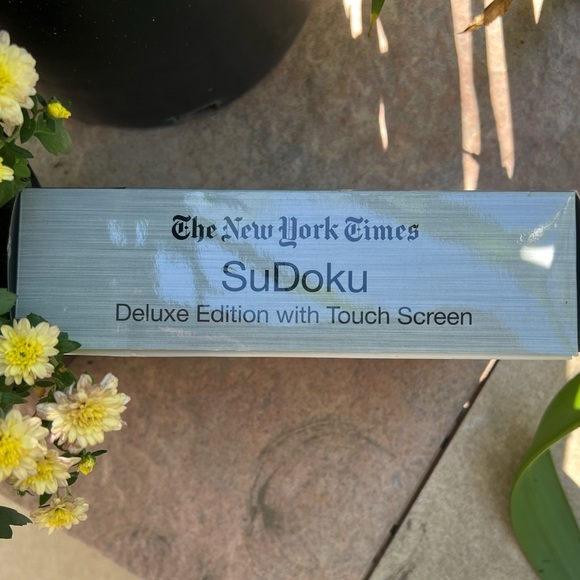 The New York Times
SuDoku
Deluxe Edition with Touch Screen